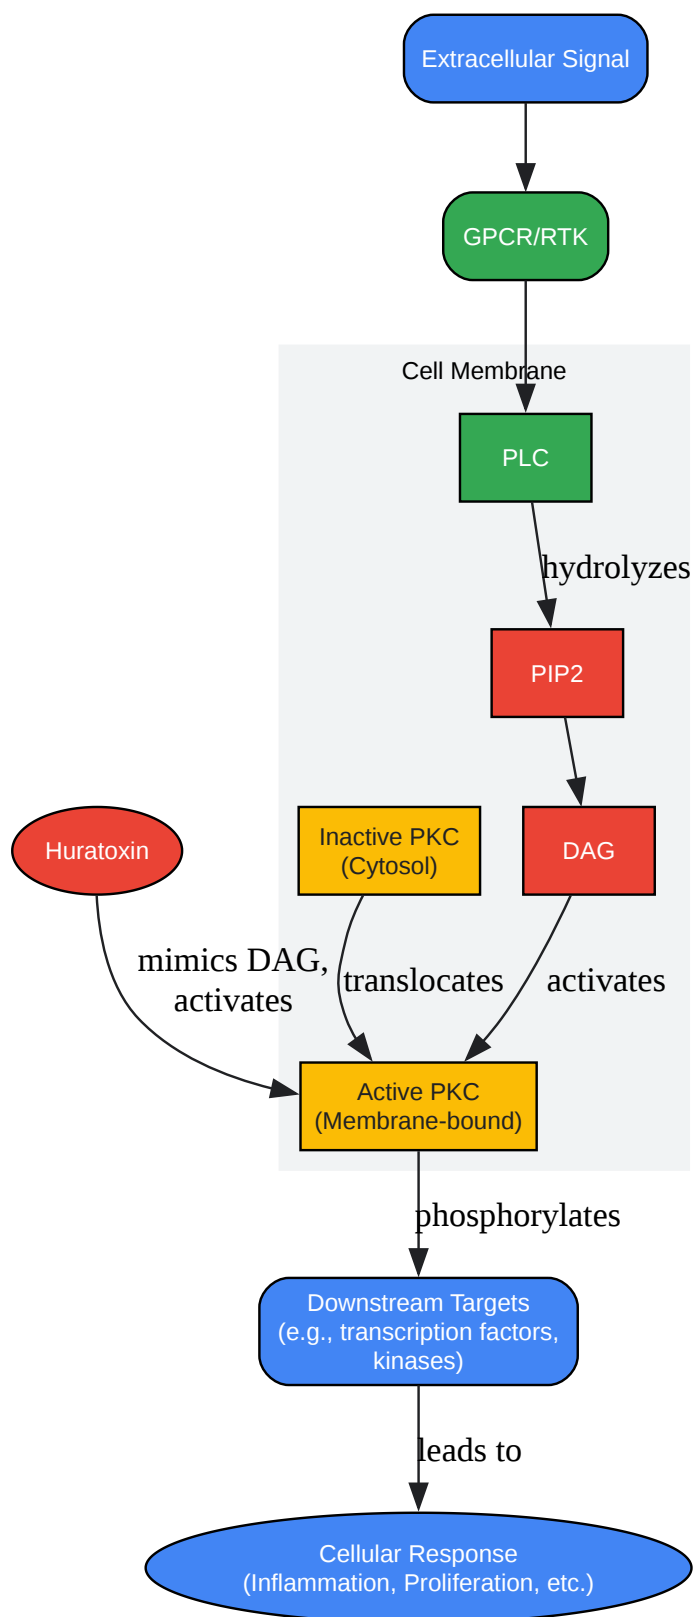 Extracellular Signal
GPCR/RTK
Cell Membrane
PLC
hydrolyzes
PIP2
Huratoxin
Inactive PKC
(Cytosol)
DAG
mimics DAG,
activates
translocates
activates
Active PKC
(Membrane-bound)
phosphorylates
Downstream Targets
(e.g., transcription factors,
kinases)
leads to
Cellular Response
(Inflammation, Proliferation, etc.)